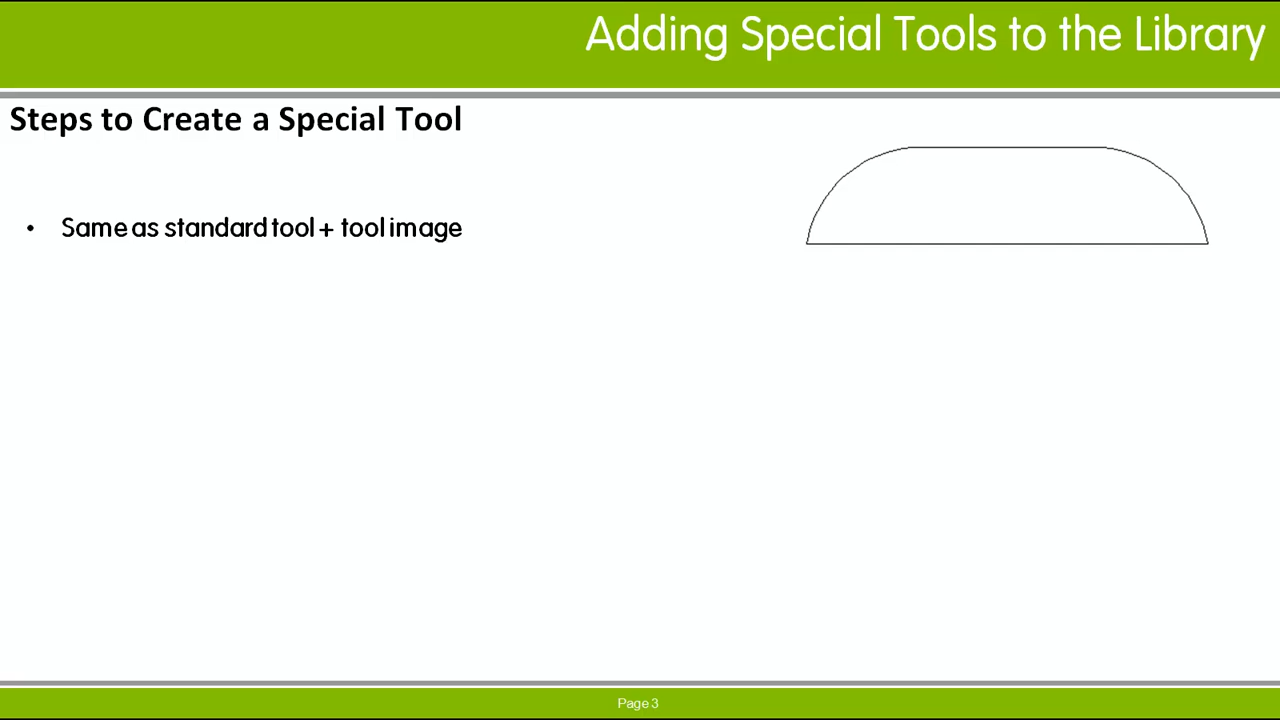 Adding Special Tools to the Library
Steps to Create a Special Tool
• Same as standard tool + tool image
Page 3